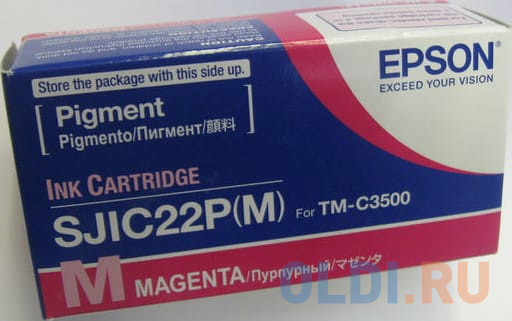 Store the package with this side up.
EPSON®
EXCEED YOUR VISION
Pigment
Pigmento/Пигмент/顔料
INK CARTRIDGE
SJIC22P(M) For TM-C3500
M MAGENTA/Пурпурный/マゼンタ
OLDI.RU